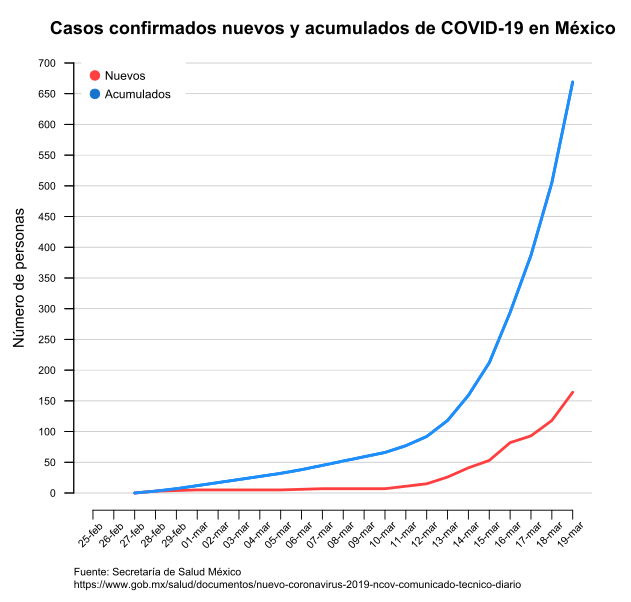 Casos confirmados nuevos y acumulados de COVID-19 en México
Nuevos
Acumulados
Número de personas
700
650
600
550
500
450
400
350
300
250
200
150
100
50
0
25-feb
26-feb
27-feb
28-feb
29-feb
01-mar
02-mar
03-mar
04-mar
05-mar
06-mar
07-mar
08-mar
09-mar
10-mar
11-mar
12-mar
13-mar
14-mar
15-mar
16-mar
17-mar
18-mar
19-mar
Fuente: Secretaría de Salud México
https://www.gob.mx/salud/documentos/nuevo-coronavirus-2019-ncov-comunicado-tecnico-diario